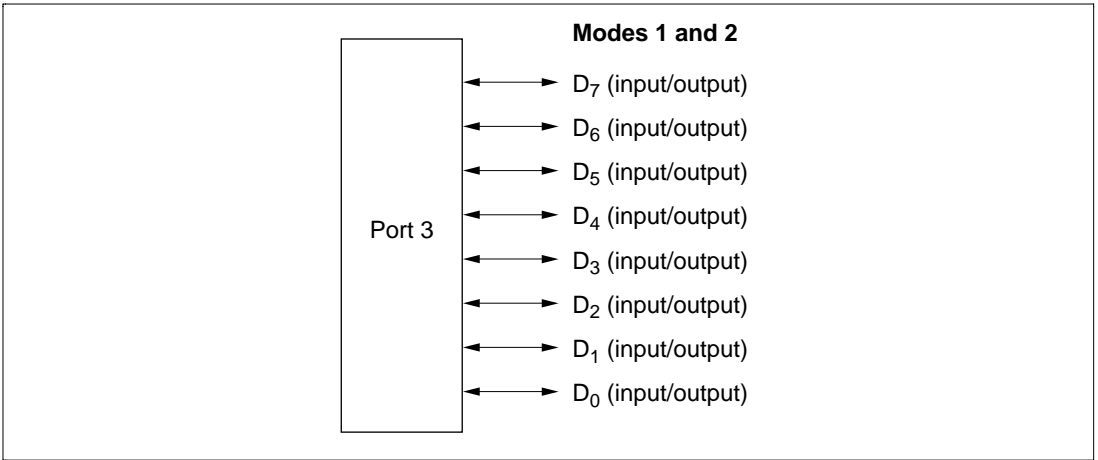 Modes 1 and 2
D7 (input/output)
D6 (input/output)
D5 (input/output)
D4 (input/output)
Port 3
D3 (input/output)
D2 (input/output)
D1 (input/output)
D0 (input/output)